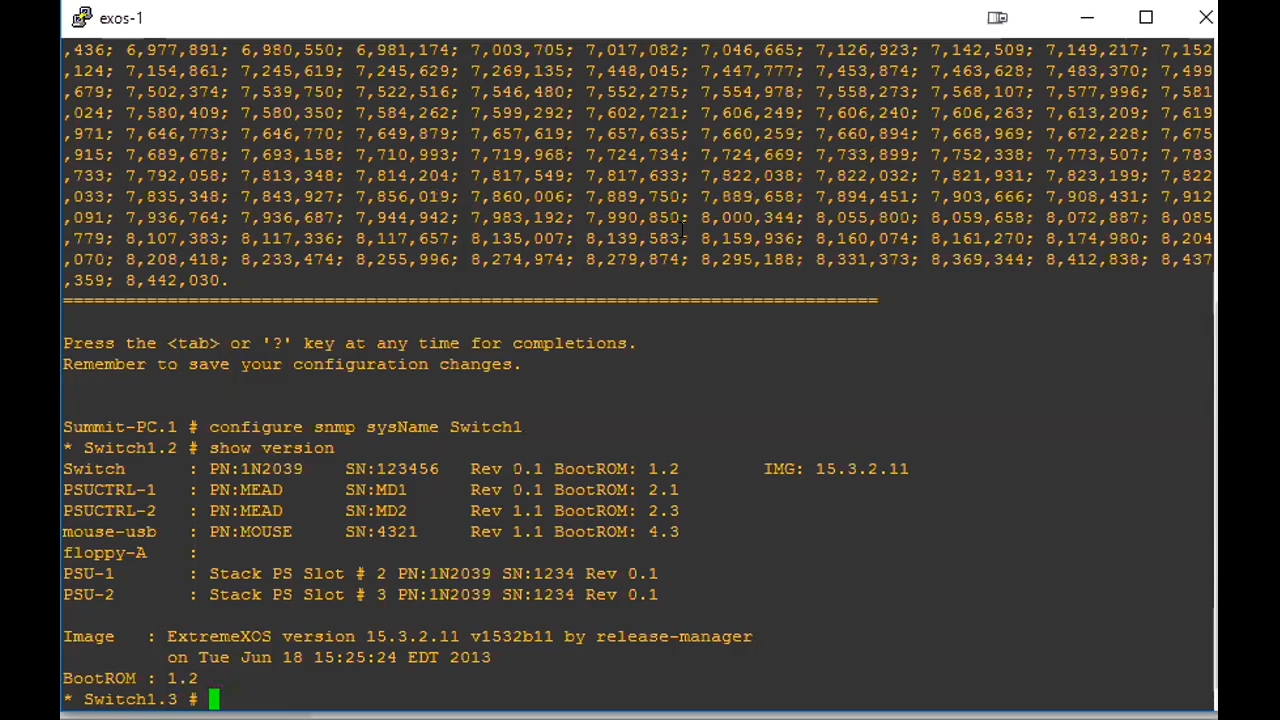 exos-1
,436; 6,977,891; 6,980,550; 6,981,174; 7,003,705; 7,017,082; 7,046,665; 7,126,923; 7,142,509; 7,149,217; 7,152
,124; 7,154,861; 7,245,619; 7,245,629; 7,269,135; 7,448,045; 7,447,777; 7,453,874; 7,463,628; 7,483,370; 7,499
,679; 7,502,374; 7,539,750; 7,522,516; 7,546,480; 7,552,275; 7,554,978; 7,558,273; 7,568,107; 7,577,996; 7,581
,024; 7,580,409; 7,580,350; 7,584,262; 7,599,292; 7,602,721; 7,606,249; 7,606,240; 7,606,263; 7,613,209; 7,619
,971; 7,646,773; 7,646,770; 7,649,879; 7,657,619; 7,657,635; 7,660,259; 7,660,894; 7,668,969; 7,672,228; 7,675
,915; 7,689,678; 7,693,158; 7,710,993; 7,719,968; 7,724,734; 7,724,669; 7,733,899; 7,752,338; 7,773,507; 7,783
,733; 7,792,058; 7,813,348; 7,814,204; 7,817,549; 7,817,633; 7,822,038; 7,822,032; 7,821,931; 7,823,199; 7,822
,033; 7,835,348; 7,843,927; 7,856,019; 7,860,006; 7,889,750; 7,889,658; 7,894,451; 7,903,666; 7,908,431; 7,912
,091; 7,936,764; 7,936,687; 7,944,942; 7,983,192; 7,990,850; 8,000,344; 8,055,800; 8,059,658; 8,072,887; 8,085
,779; 8,107,383; 8,117,336; 8,117,657; 8,135,007; 8,139,583; 8,159,936; 8,160,074; 8,161,270; 8,174,980; 8,204
,070; 8,208,418; 8,233,474; 8,255,996; 8,274,974; 8,279,874; 8,295,188; 8,331,373; 8,369,344; 8,412,838; 8,437
,359; 8,442,030.
==============================================================================
Press the <tab> or '?' key at any time for completions.
Remember to save your configuration changes.
Summit-PC.1 # configure snmp sysName Switch1
* Switch1.2 # show version
Switch : PN:1N2039 SN:123456 Rev 0.1 BootROM: 1.2 IMG: 15.3.2.11
PSUCTRL-1 : PN:MEAD SN:MD1 Rev 0.1 BootROM: 2.1
PSUCTRL-2 : PN:MEAD SN:MD2 Rev 1.1 BootROM: 2.3
mouse-usb : PN:MOUSE SN:4321 Rev 1.1 BootROM: 4.3
floppy-A :
PSU-1 : Stack PS Slot # 2 PN:1N2039 SN:1234 Rev 0.1
PSU-2 : Stack PS Slot # 3 PN:1N2039 SN:1234 Rev 0.1
Image : ExtremeXOS version 15.3.2.11 v1532b11 by release-manager
on Tue Jun 18 15:25:24 EDT 2013
BootROM : 1.2
* Switch1.3 #